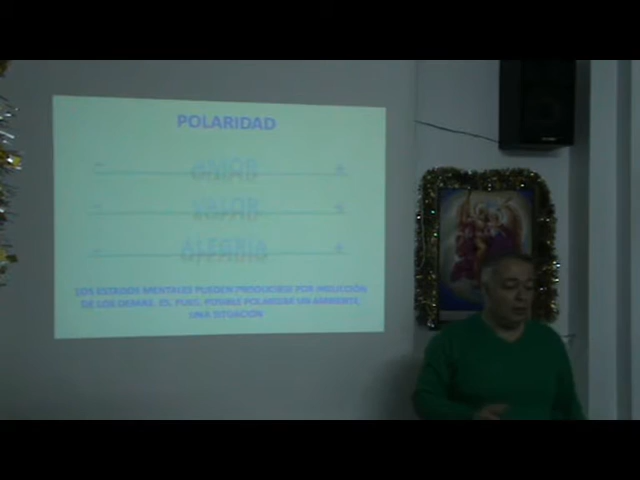 POLARIDAD
- AMAR +
- VALOR +
- ALEGRIA +
LOS ESTADOS MENTALES PUEDEN PRODUCIRSE POR INDUCCIÓN
DE LOS DEMÁS. ES, PUES, POSIBLE POLARIZAR UN AMBIENTE,
UNA SITUACIÓN